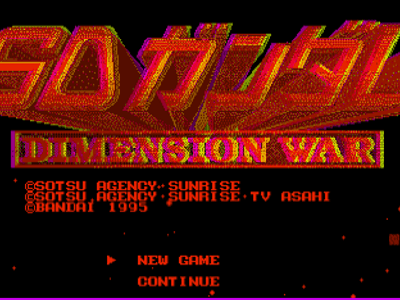 SDガンダム
DIMENSION WAR
©SOTSU AGENCY·SUNRISE
©SOTSU AGENCY·SUNRISE·TV ASAHI
©BANDAI 1995
▶ NEW GAME
CONTINUE